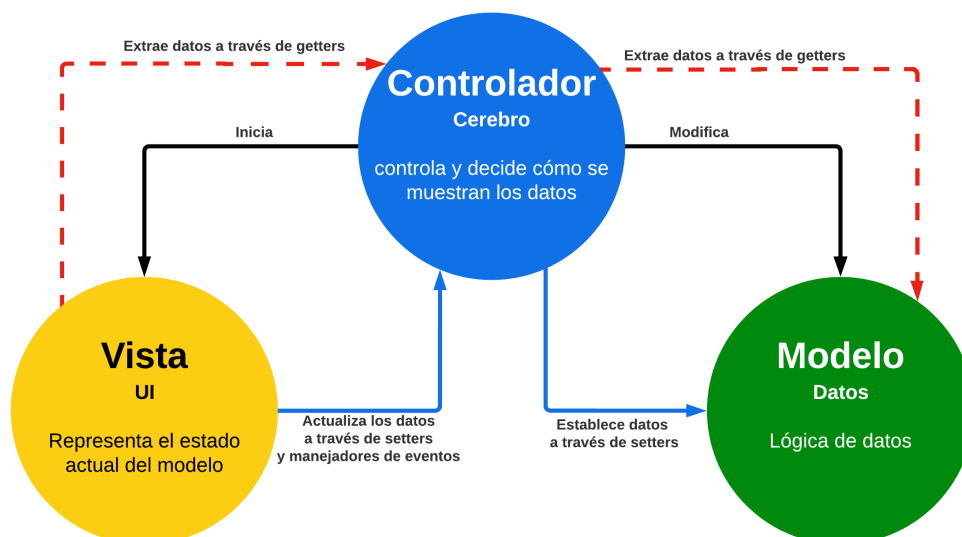 Extrae datos a través de getters
Extrae datos a través de getters
Controlador
Cerebro
controla y decide cómo se
muestran los datos
Inicia
Modifica
Vista
UI
Representa el estado
actual del modelo
Actualiza los datos
a través de setters
y manejadores de eventos
Establece datos
a través de setters
Modelo
Datos
Lógica de datos